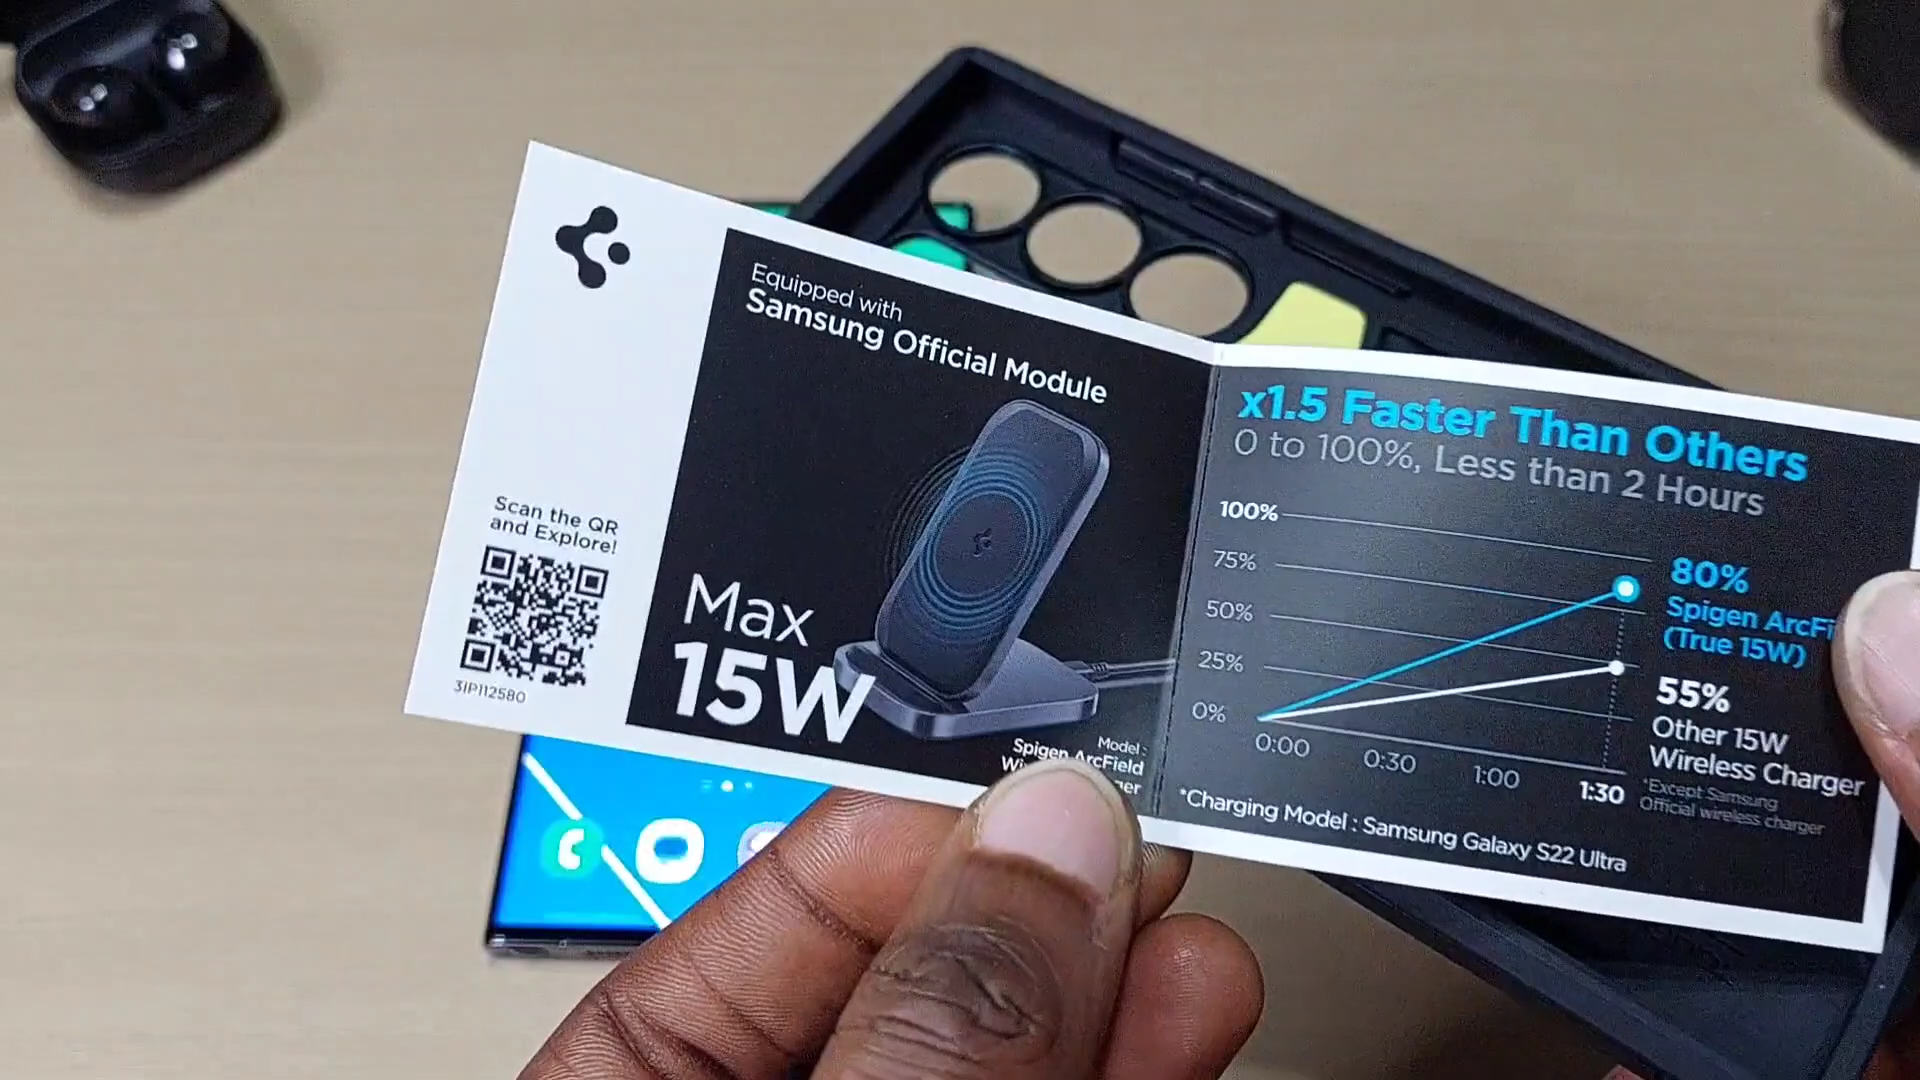 Equipped with
Samsung Official Module
Scan the QR
and Explore!
3IP112580
Max
15W
Model :
Spigen ArcField
x1.5 Faster Than Others
0 to 100%, Less than 2 Hours
100%
75%
50%
25%
0%
0:00
0:30
1:00
1:30
80%
Spigen
(True 15W)
55%
Other 15W
Wireless Charger
*Except Samsung
Official wireless charger
*Charging Model : Samsung Galaxy S22 Ultra